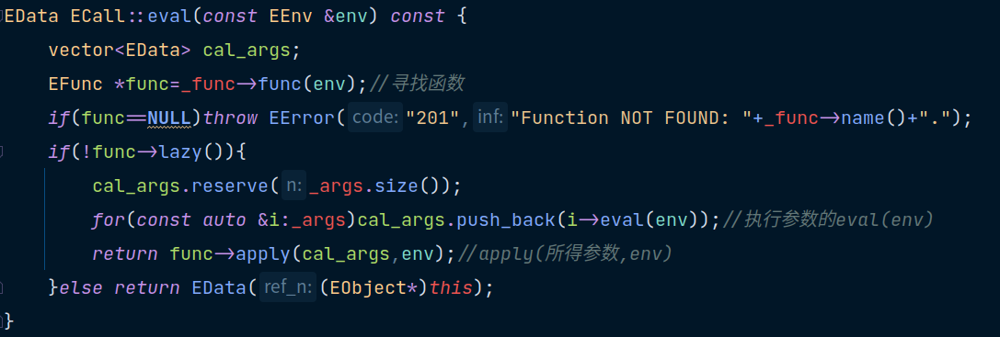 EData ECall::eval(const EEnv &env) const {
    vector<EData> cal_args;
    EFunc *func=_func->func(env);//寻找函数
    if(func==NULL)throw EError( code: "201", inf: "Function NOT FOUND: "+_func->name()+".");
    if(!func->lazy()){
        cal_args.reserve( n: _args.size());
        for(const auto &i:_args)cal_args.push_back(i->eval(env));//执行参数的eval(env)
        return func->apply(cal_args,env);//apply(所得参数,env)
    }else return EData( ref_n: (EObject*)this);
}